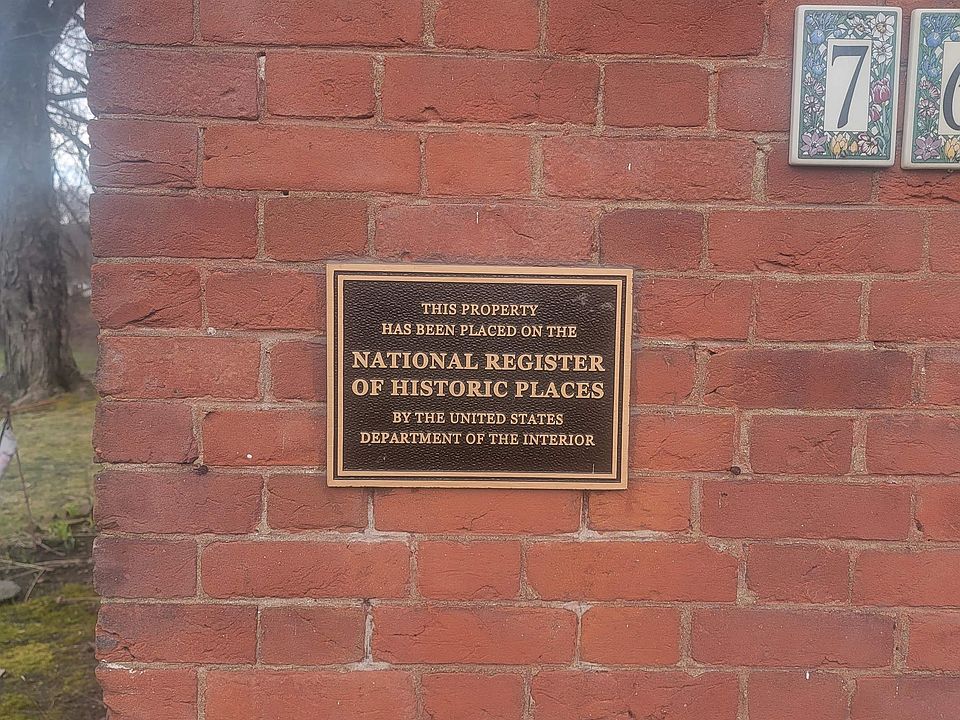 7
THIS PROPERTY
HAS BEEN PLACED ON THE
NATIONAL REGISTER
OF HISTORIC PLACES
BY THE UNITED STATES
DEPARTMENT OF THE INTERIOR